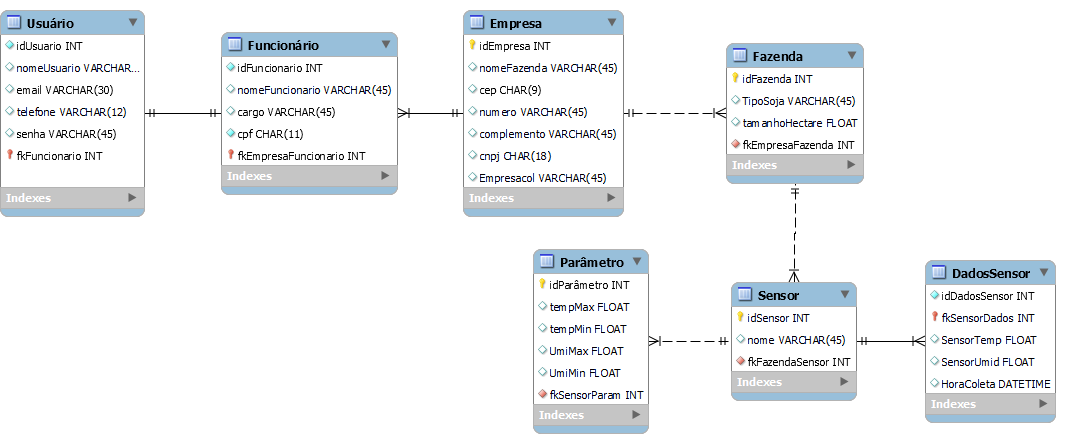 Usuário
idUsuario INT
nomeUsuario VARCHAR...
email VARCHAR(30)
telefone VARCHAR(12)
senha VARCHAR(45)
fkFuncionario INT
Indexes
Funcionário
idFuncionario INT
nomeFuncionario VARCHAR(45)
cargo VARCHAR(45)
cpf CHAR(11)
fkEmpresaFuncionario INT
Indexes
Empresa
idEmpresa INT
nomeFazenda VARCHAR(45)
cep CHAR(9)
numero VARCHAR(45)
complemento VARCHAR(45)
cnpj CHAR(18)
Empresacol VARCHAR(45)
Indexes
Fazenda
idFazenda INT
TipoSoja VARCHAR(45)
tamanhoHectare FLOAT
fkEmpresaFazenda INT
Indexes
Parâmetro
idParâmetro INT
tempMax FLOAT
tempMin FLOAT
UmiMax FLOAT
UmiMin FLOAT
fkSensorParam INT
Indexes
Sensor
idSensor INT
nome VARCHAR(45)
fkFazendaSensor INT
Indexes
DadosSensor
idDadosSensor INT
fkSensorDados INT
SensorTemp FLOAT
SensorUmid FLOAT
HoraColeta DATETIME
Indexes